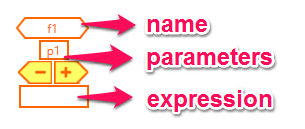 f1 name
p1 parameters
− +
expression